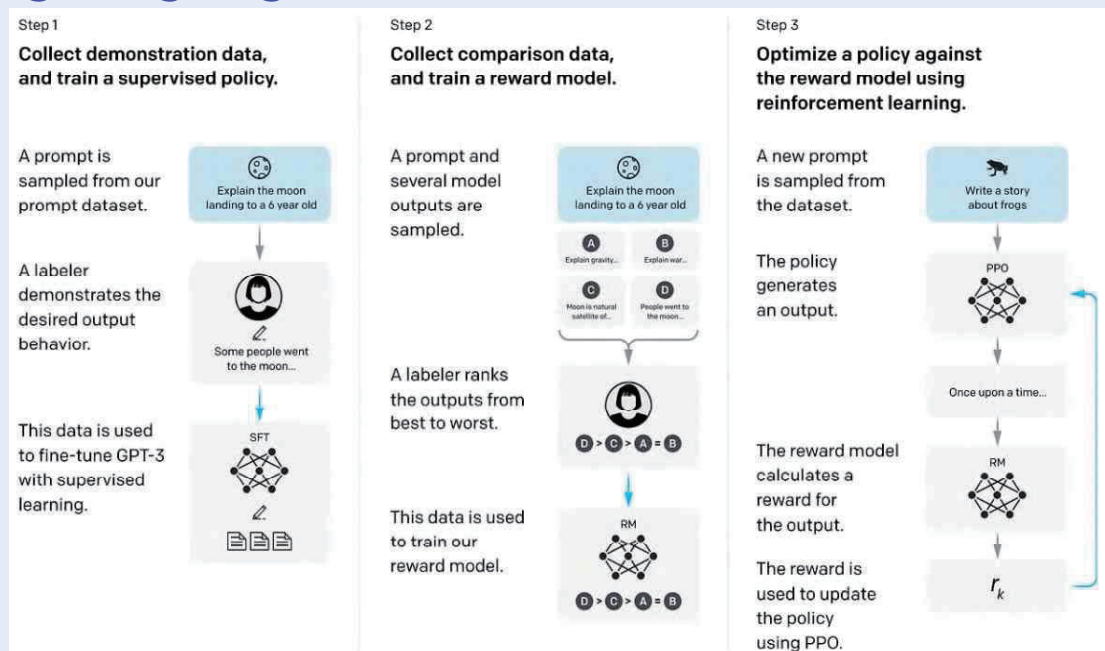 Step 1
Collect demonstration data,
and train a supervised policy.
A prompt is
sampled from our
prompt dataset.
Explain the moon
landing to a 6 year old
A labeler
demonstrates the
desired output
behavior.
Some people went
to the moon...
This data is used
to fine-tune GPT-3
with supervised
learning.
SFT
Step 2
Collect comparison data,
and train a reward model.
A prompt and
several model
outputs are
sampled.
Explain the moon
landing to a 6 year old
A
Explain gravity...
B
Explain war...
C
Moon is natural
satellite of...
D
People went to
the moon...
A labeler ranks
the outputs from
best to worst.
D > C > A = B
This data is used
to train our
reward model.
RM
D > C > A = B
Step 3
Optimize a policy against
the reward model using
reinforcement learning.
A new prompt
is sampled from
the dataset.
Write a story
about frogs
The policy
generates
an output.
PPO
Once upon a time...
The reward model
calculates a
reward for
the output.
RM
The reward is
used to update
the policy
using PPO.
rₖ